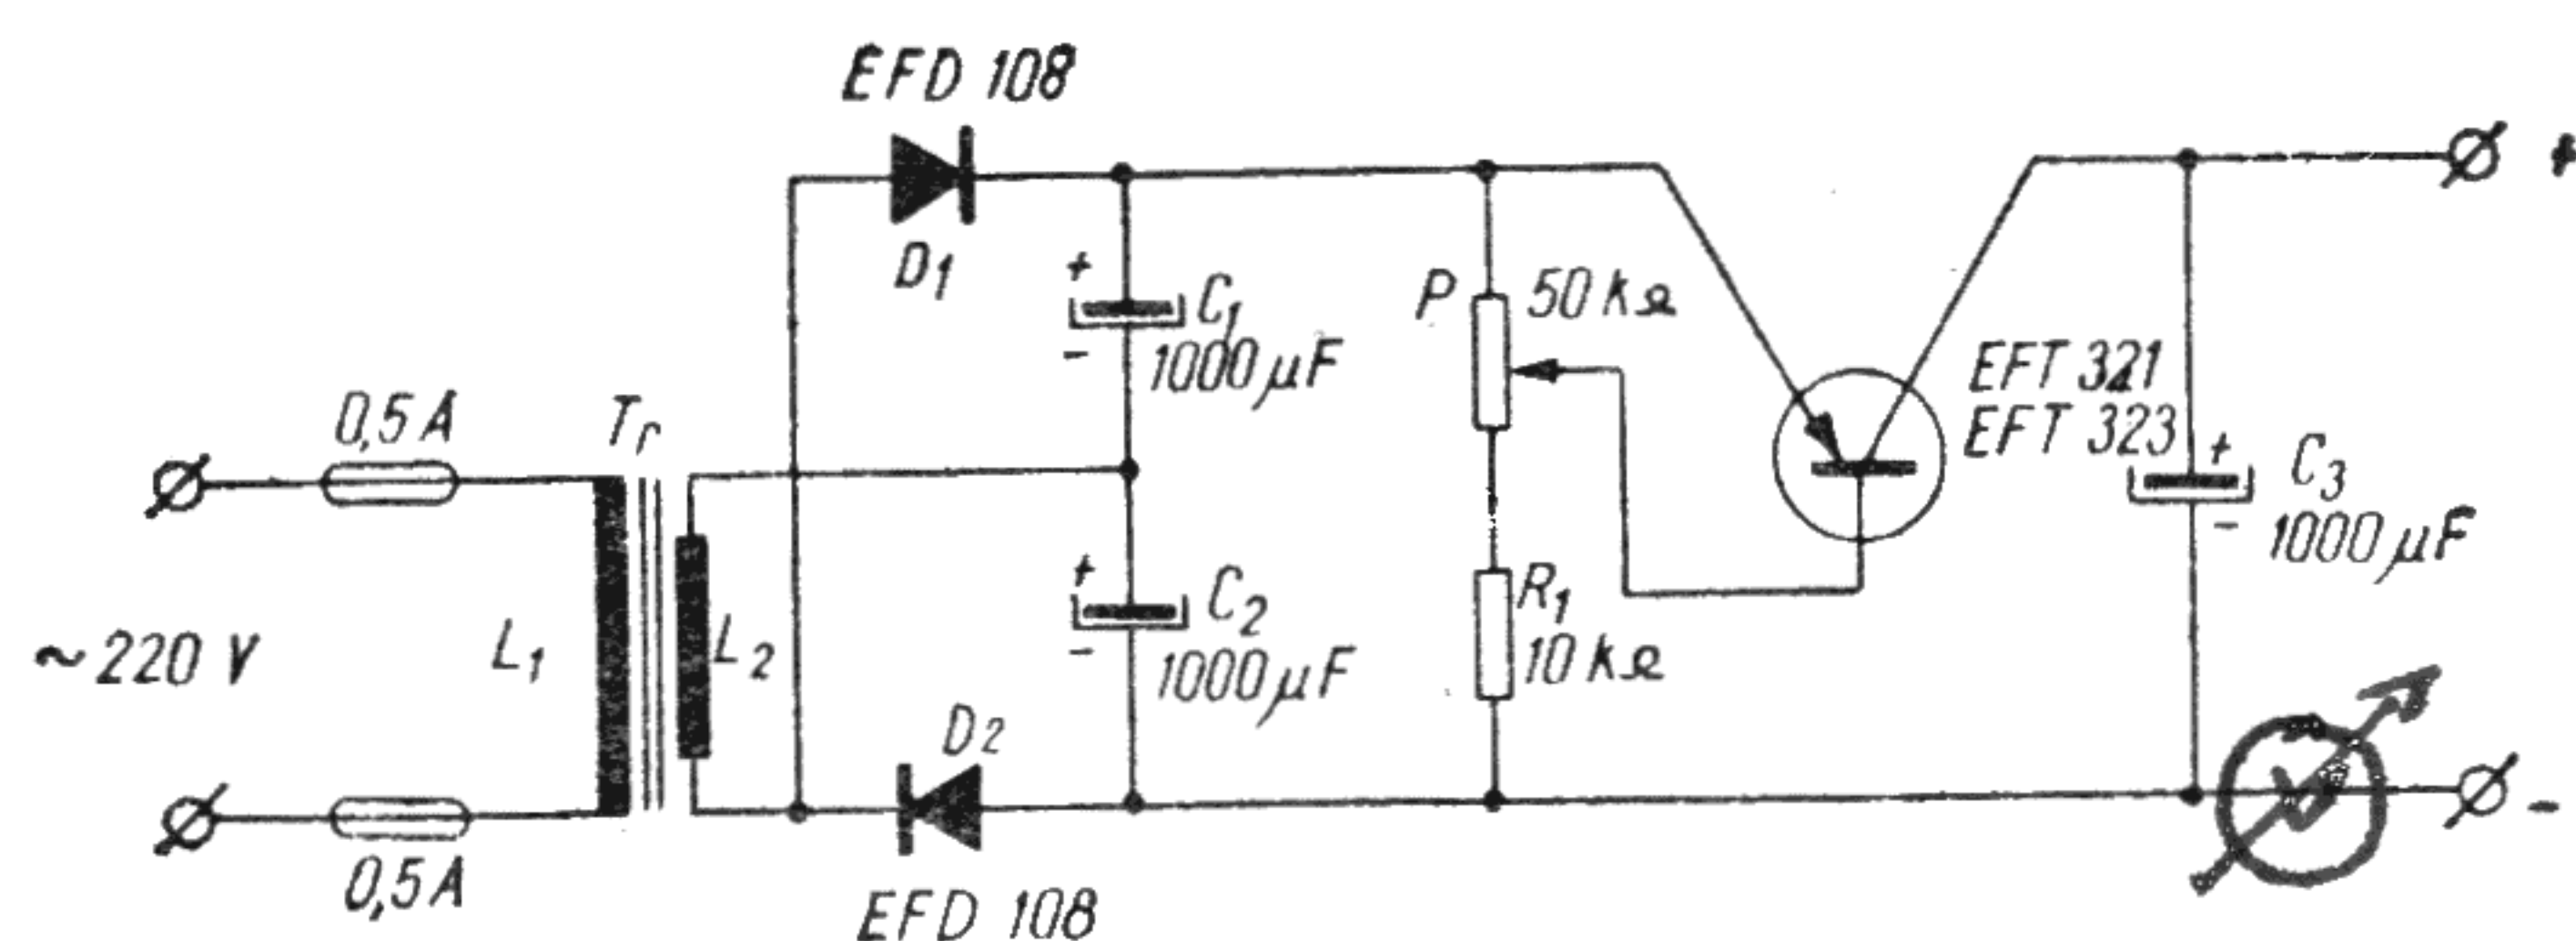 EFD 108
D1
+
C1
1000 µF
-
P
50 kΩ
EFT 321
EFT 323
+
C3
1000 µF
-
+
0,5 A
Tr
~220 V
L1
L2
+
C2
1000 µF
-
R1
10 kΩ
D2
EFD 108
0,5 A
-